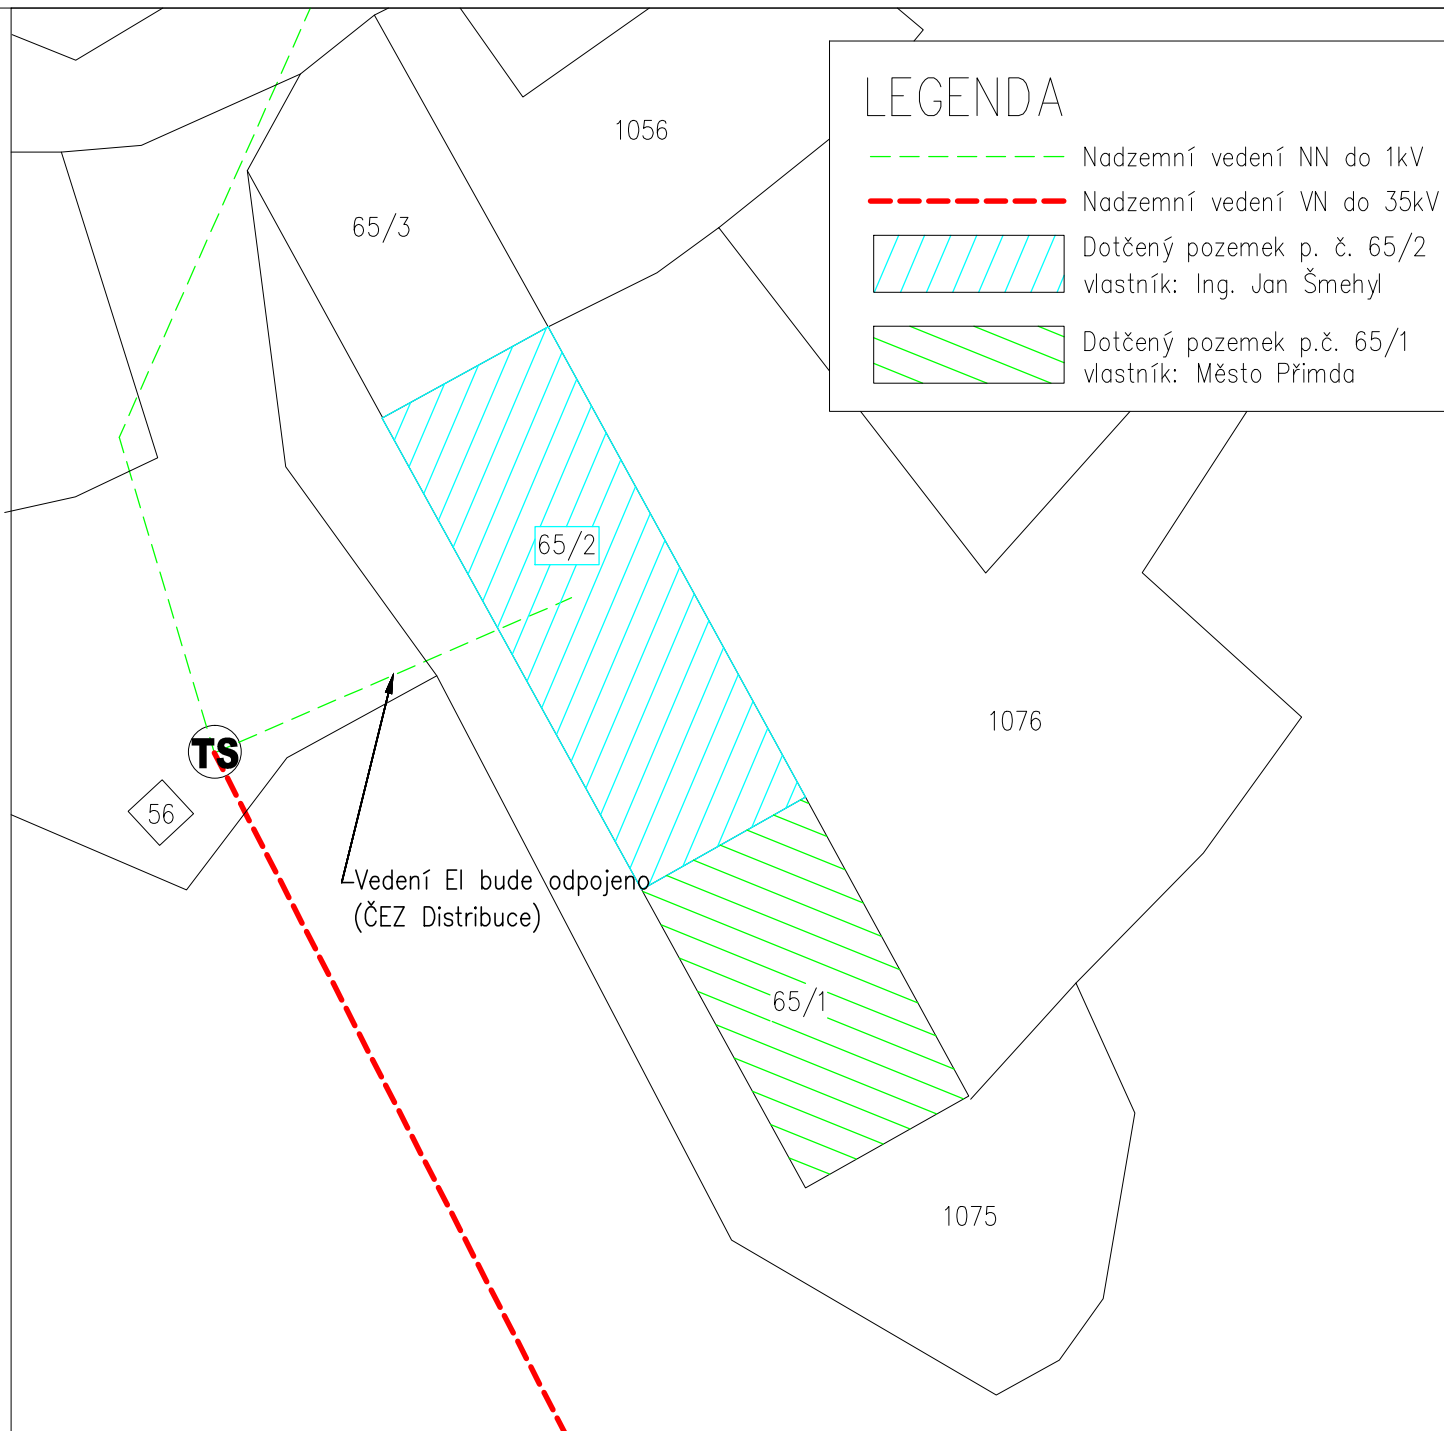 LEGENDA
Nadzemní vedení NN do 1kV
Nadzemní vedení VN do 35kV
Dotčený pozemek p. č. 65/2
vlastník: Ing. Jan Šmehyl
Dotčený pozemek p.č. 65/1
vlastník: Město Přimda
1056
65/3
65/2
1076
TS
56
Vedení El bude odpojeno
(ČEZ Distribuce)
65/1
1075